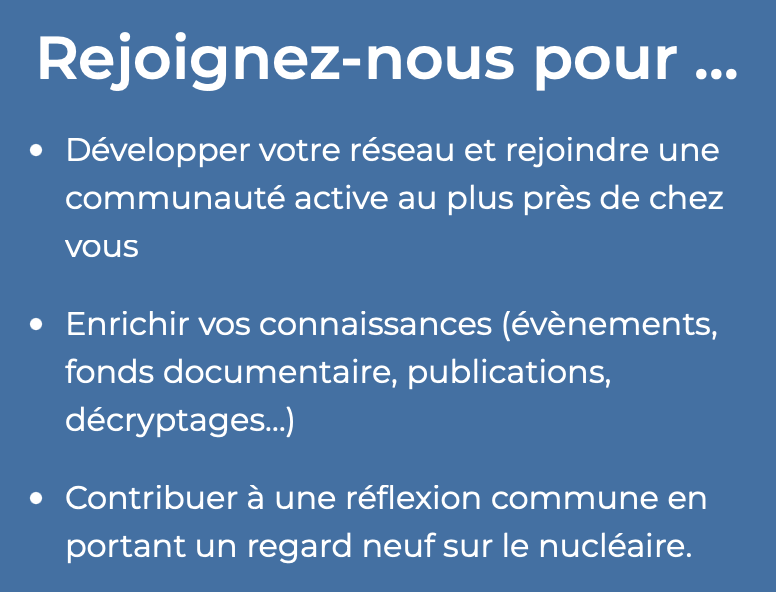 Rejoignez-nous pour ...
• Développer votre réseau et rejoindre une
communauté active au plus près de chez
vous
• Enrichir vos connaissances (évènements,
fonds documentaire, publications,
décryptages...)
• Contribuer à une réflexion commune en
portant un regard neuf sur le nucléaire.